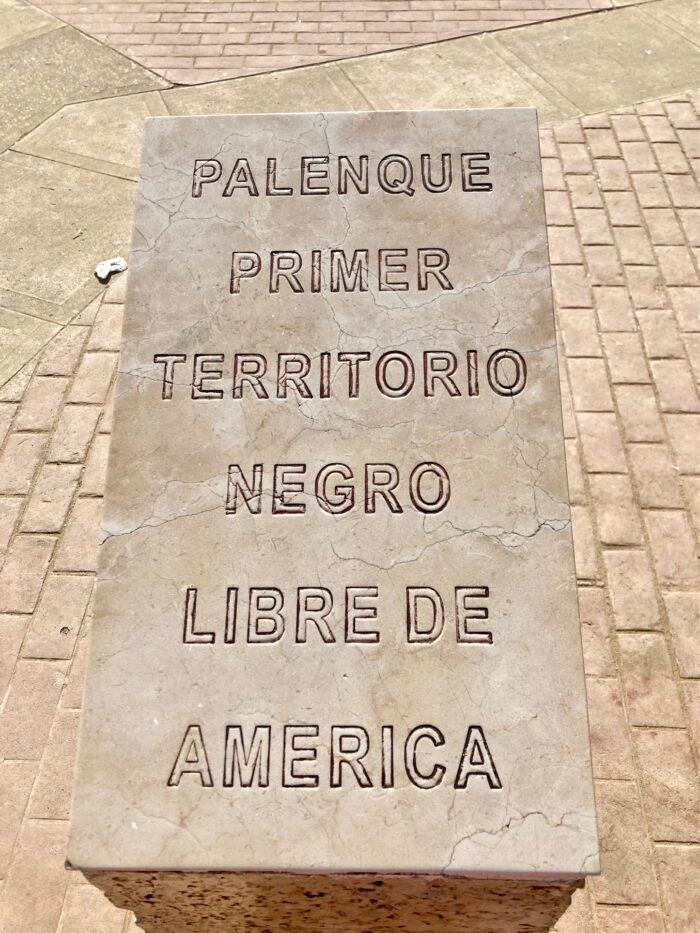 PALENQUE
PRIMER
TERRITORIO
NEGRO
LIBRE DE
AMERICA